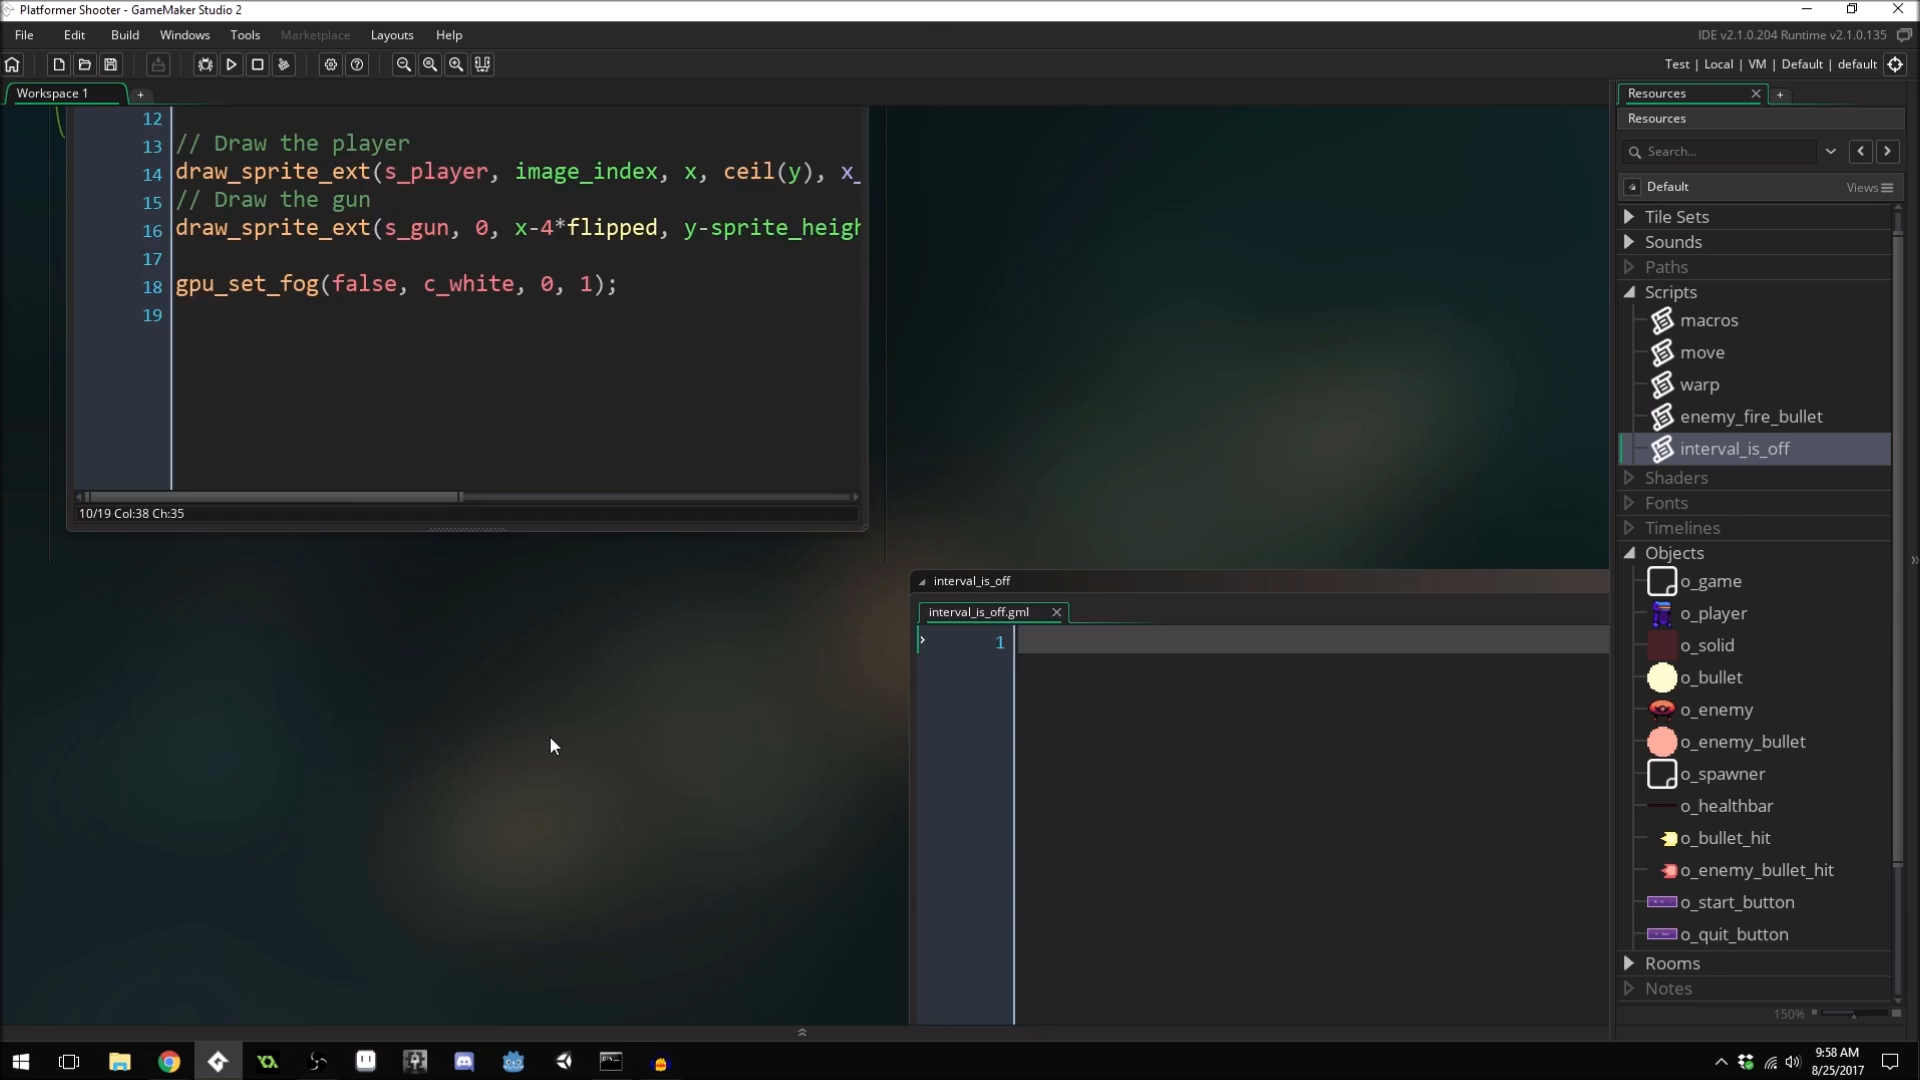 Platformer Shooter - GameMaker Studio 2
File Edit Build Windows Tools Marketplace Layouts Help
IDE v2.1.0.204 Runtime v2.1.0.135
Test | Local | VM | Default | default
Workspace 1
12
13 // Draw the player
14 draw_sprite_ext(s_player, image_index, x, ceil(y), x_
15 // Draw the gun
16 draw_sprite_ext(s_gun, 0, x-4*flipped, y-sprite_heigh
17
18 gpu_set_fog(false, c_white, 0, 1);
19
10/19 Col:38 Ch:35
interval_is_off
interval_is_off.gml
1
Resources
Resources
Search...
Default
Views
Tile Sets
Sounds
Paths
Scripts
macros
move
warp
enemy_fire_bullet
interval_is_off
Shaders
Fonts
Timelines
Objects
o_game
o_player
o_solid
o_bullet
o_enemy
o_enemy_bullet
o_spawner
o_healthbar
o_bullet_hit
o_enemy_bullet_hit
o_start_button
o_quit_button
Rooms
Notes
150%
9:58 AM
8/25/2017